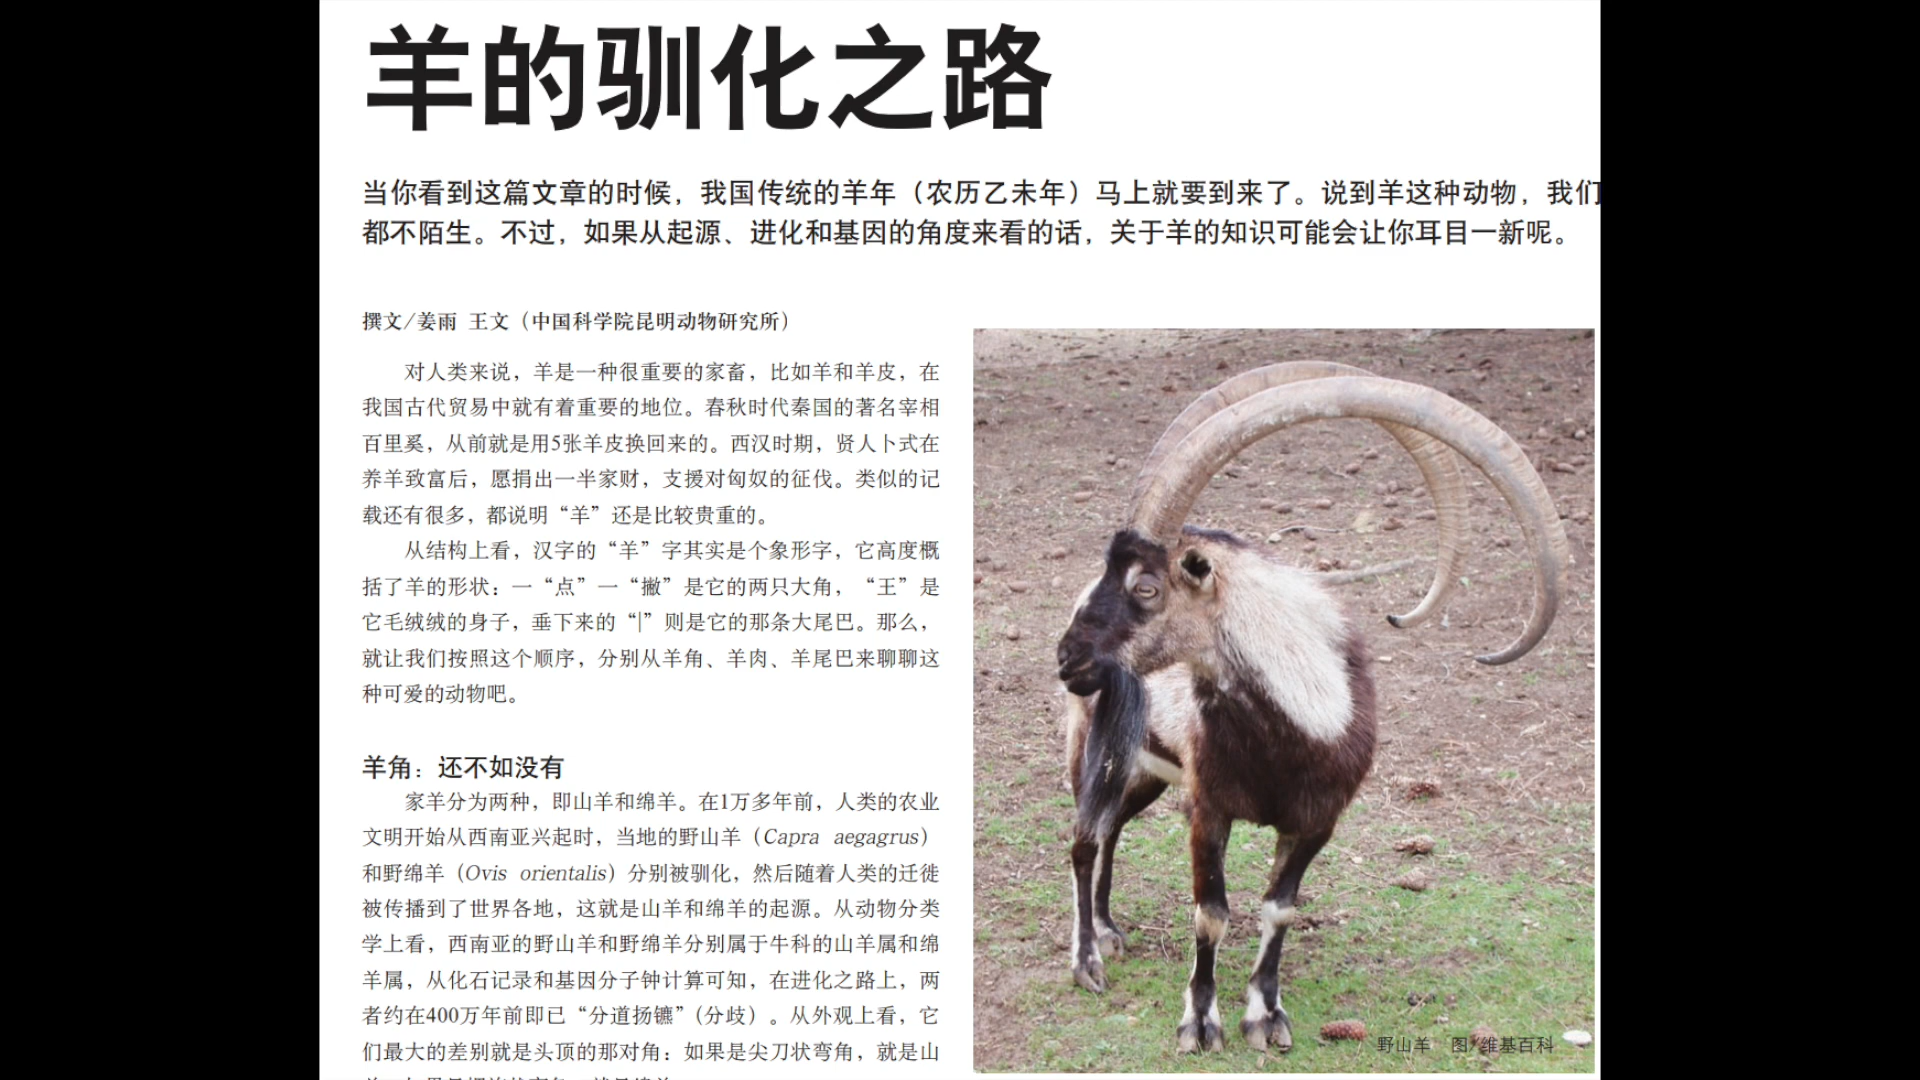 羊的驯化之路
当你看到这篇文章的时候，我国传统的羊年（农历乙未年）马上就要到来了。说到羊这种动物，我们
都不陌生。不过，如果从起源、进化和基因的角度来看的话，关于羊的知识可能会让你耳目一新呢。
撰文/姜雨 王文（中国科学院昆明动物研究所）
对人类来说，羊是一种很重要的家畜，比如羊和羊皮，在
我国古代贸易中就有着重要的地位。春秋时代秦国的著名宰相
百里奚，从前就是用5张羊皮换回来的。西汉时期，贤人卜式在
养羊致富后，愿捐出一半家财，支援对匈奴的征伐。类似的记
载还有很多，都说明“羊”还是比较贵重的。
从结构上看，汉字的“羊”字其实是个象形字，它高度概
括了羊的形状：一“点”一“撇”是它的两只大角，“王”是
它毛绒绒的身子，垂下来的“|”则是它的那条大尾巴。那么，
就让我们按照这个顺序，分别从羊角、羊肉、羊尾巴来聊聊这
种可爱的动物吧。
羊角：还不如没有
家羊分为两种，即山羊和绵羊。在1万多年前，人类的农业
文明开始从西南亚兴起时，当地的野山羊（Capra aegagrus）
和野绵羊（Ovis orientalis）分别被驯化，然后随着人类的迁徙
被传播到了世界各地，这就是山羊和绵羊的起源。从动物分类
学上看，西南亚的野山羊和野绵羊分别属于牛科的山羊属和绵
羊属，从化石记录和基因分子钟计算可知，在进化之路上，两
者约在400万年前即已“分道扬镳”（分歧）。从外观上看，它
们最大的差别就是头顶的那对角：如果是尖刀状弯角，就是山
野山羊 图/维基百科